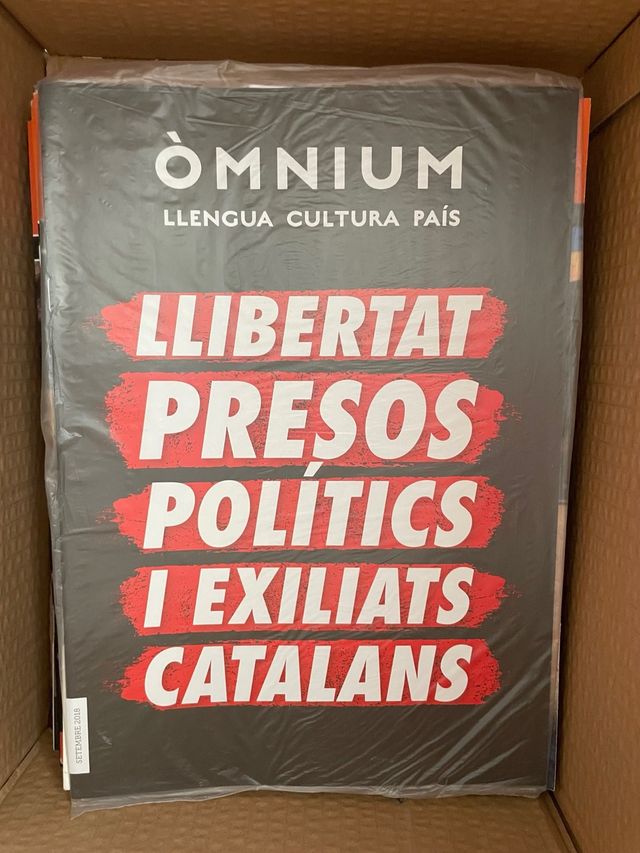 ÒMNIUM
LLENGUA CULTURA PAÍS
LLIBERTAT
PRESOS
POLÍTICS
I EXILIATS
CATALANS
SETEMBRE 2018